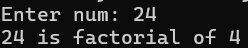 Enter num: 24
24 is factorial of 4